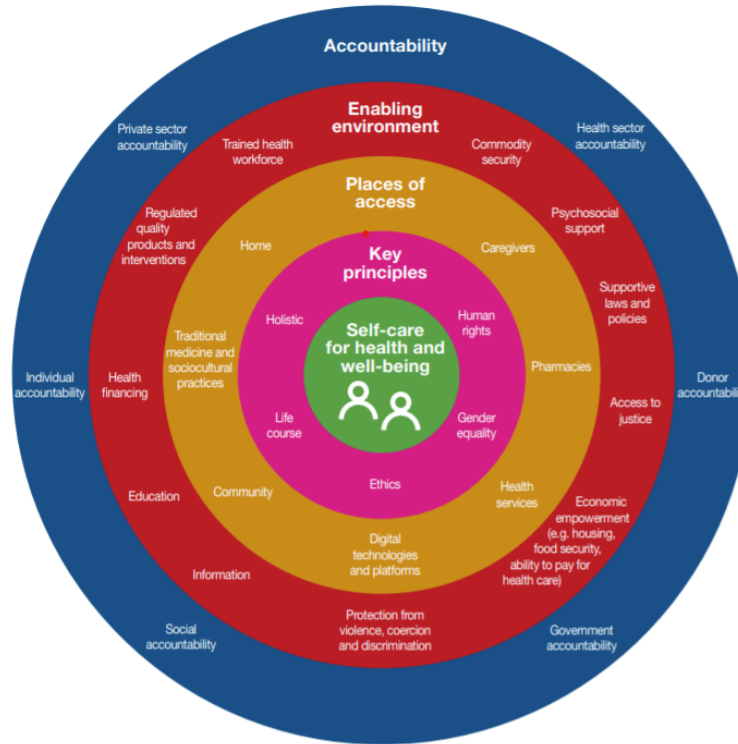 Accountability
Private sector
accountability
Health sector
accountability
Individual
accountability
Donor
accountabili
Social
accountability
Government
accountability
Enabling
environment
Trained health
workforce
Commodity
security
Regulated
quality
products and
interventions
Psychosocial
support
Supportive
laws and
policies
Health
financing
Access to
justice
Education
Economic
empowerment
(e.g. housing,
food security,
ability to pay for
health care)
Information
Protection from
violence, coercion
and discrimination
Places of
access
Home
Caregivers
Traditional
medicine and
sociocultural
practices
Pharmacies
Community
Health
services
Digital
technologies
and platforms
Key
principles
Holistic
Human
rights
Life
course
Gender
equality
Ethics
Self-care
for health and
well-being